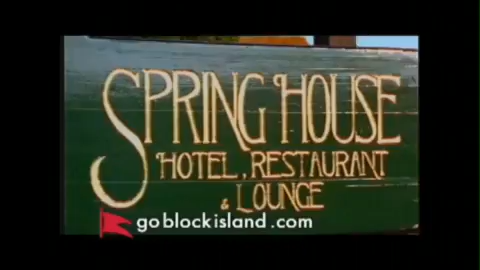 SPRING HOUSE
HOTEL, RESTAURANT
& LOUNGE
goblockisland.com